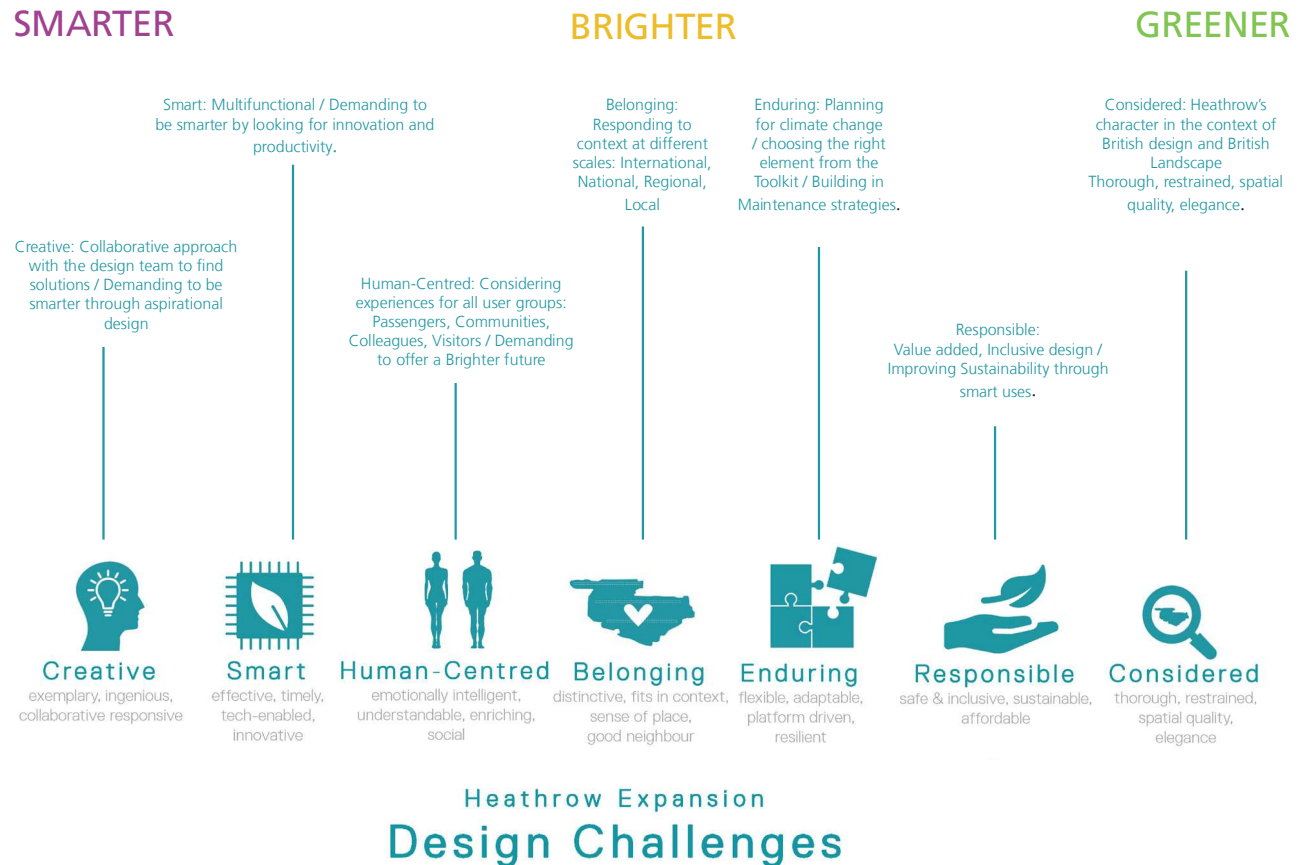 SMARTER
BRIGHTER
GREENER
Smart: Multifunctional / Demanding to
be smarter by looking for innovation and
productivity.
Belonging:
Responding to
context at different
scales: International,
National, Regional,
Local
Enduring: Planning
for climate change
/ choosing the right
element from the
Toolkit / Building in
Maintenance strategies.
Considered: Heathrow's
character in the context of
British design and British
Landscape
Thorough, restrained, spatial
quality, elegance.
Creative: Collaborative approach
with the design team to find
solutions / Demanding to be
smarter through aspirational
design
Human-Centred: Considering
experiences for all user groups:
Passengers, Communities,
Colleagues, Visitors / Demanding
to offer a Brighter future
Responsible:
Value added, Inclusive design /
Improving Sustainability through
smart uses.
Creative
exemplary, ingenious,
collaborative responsive
Smart
effective, timely,
tech-enabled,
innovative
Human-Centred
emotionally intelligent,
understandable, enriching,
social
Belonging
distinctive, fits in context,
sense of place,
good neighbour
Enduring
flexible, adaptable,
platform driven,
resilient
Responsible
safe & inclusive, sustainable,
affordable
Considered
thorough, restrained,
spatial quality,
elegance
Heathrow Expansion
Design Challenges